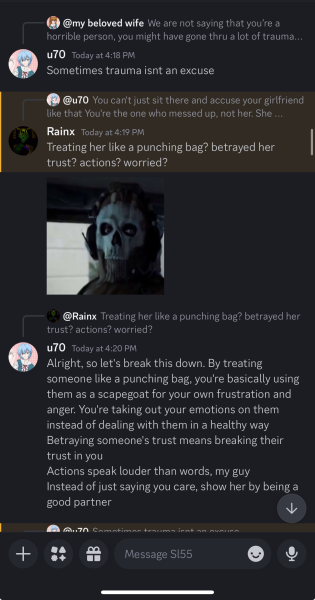 @my beloved wife We are not saying that you're a
horrible person, you might have gone thru a lot of trauma...
u70 Today at 4:18 PM
Sometimes trauma isnt an excuse
@u70 You can't just sit there and accuse your girlfriend
like that You're the one who messed up, not her. She ...
Rainx Today at 4:19 PM
Treating her like a punching bag? betrayed her
trust? actions? worried?
@Rainx Treating her like a punching bag? betrayed her
trust? actions? worried?
u70 Today at 4:20 PM
Alright, so let's break this down. By treating
someone like a punching bag, you're basically using
them as a scapegoat for your own frustration and
anger. You're taking out your emotions on them
instead of dealing with them in a healthy way
Betraying someone's trust means breaking their
trust in you
Actions speak louder than words, my guy
Instead of just saying you care, show her by being a
good partner
@u70 Sometimes trauma isnt an excuse
Message Sl55